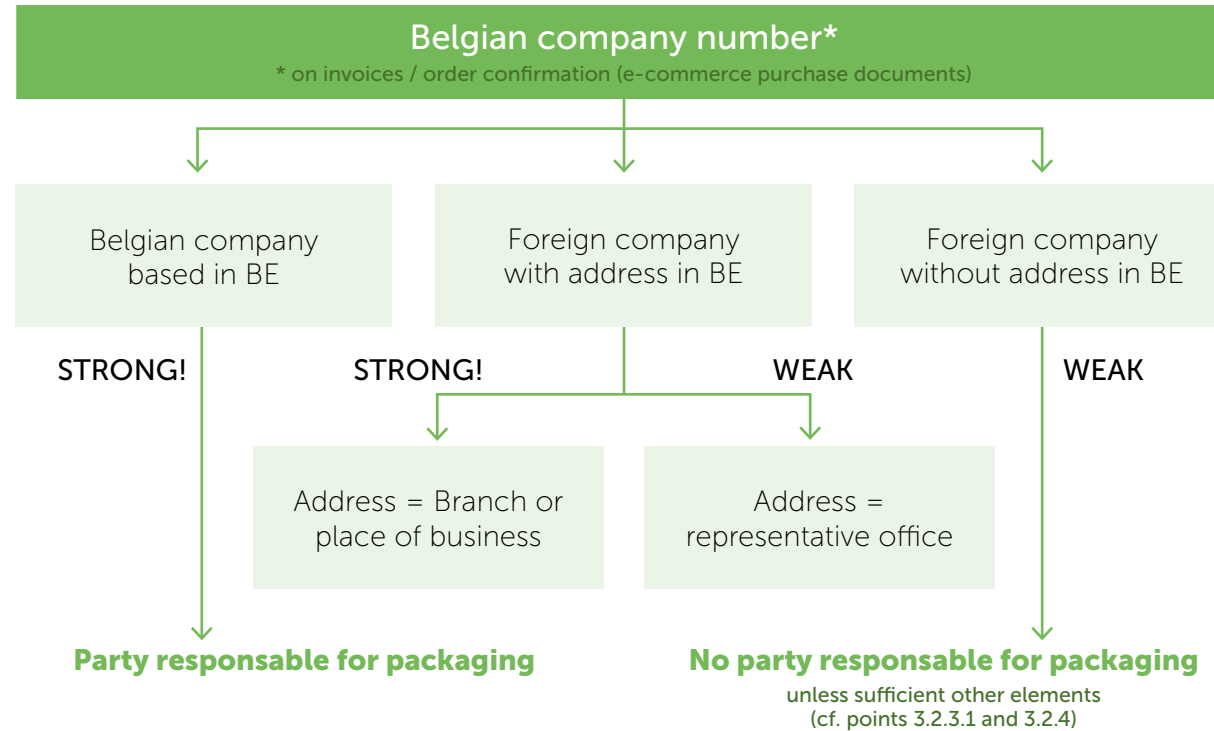 Belgian company number*
* on invoices / order confirmation (e-commerce purchase documents)
Belgian company
based in BE
Foreign company
with address in BE
Foreign company
without address in BE
STRONG!
STRONG!
WEAK
WEAK
Address = Branch or
place of business
Address =
representative office
Party responsable for packaging
No party responsable for packaging
unless sufficient other elements
(cf. points 3.2.3.1 and 3.2.4)